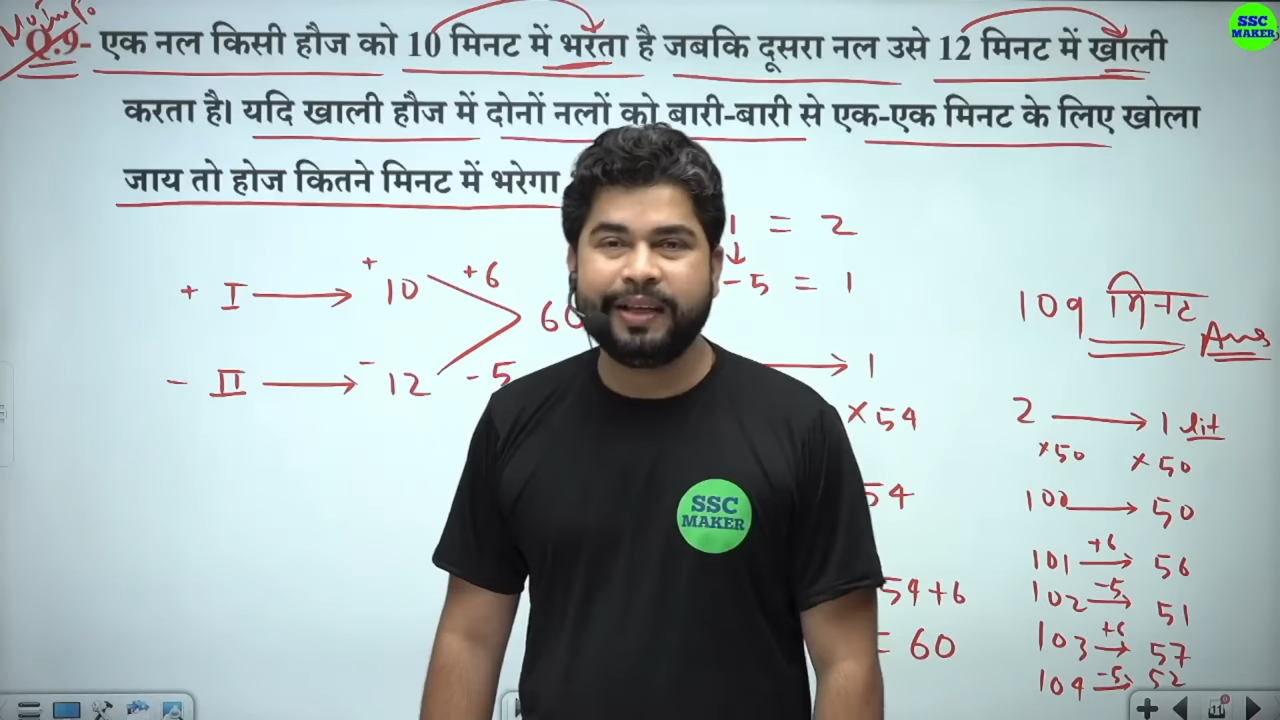 Most Imp.
Q.9- एक नल किसी हौज को 10 मिनट में भरता है जबकि दूसरा नल उसे 12 मिनट में खाली
करता है। यदि खाली हौज में दोनों नलों को बारी-बारी से एक-एक मिनट के लिए खोला
जाय तो होज कितने मिनट में भरेगा
SSC
MAKER
1 = 2
-5 = 1
+ I → + 10 +6
60
- II → - 12 -5
→ 1
×54
54
54+6
= 60
109 मिनट
Ans
2 → 1 lit
×50 ×50
100 → 50
101 +6 → 56
102 -5 → 51
103 +6 → 57
104 -5 → 52
SSC
MAKER
11